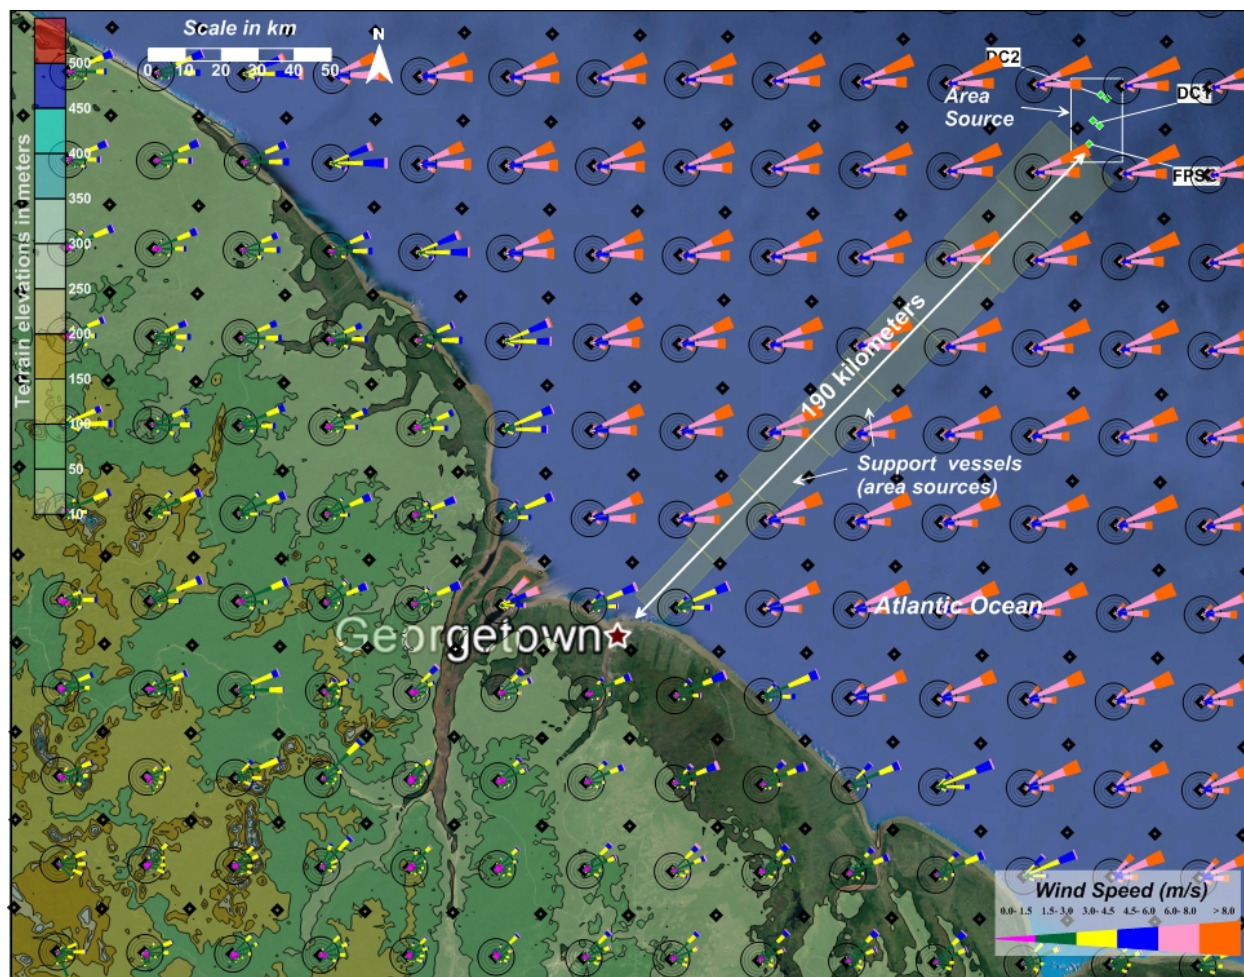 Scale in km
0 10 20 30 40 50
N
Terrain elevations in meters
500
450
400
350
300
250
200
150
100
50
10
DC2
DC1
Area
Source
190 kilometers
Support vessels
(area sources)
Atlantic Ocean
Georgetown
Wind Speed (m/s)
0.0- 1.5 1.5- 3.0 3.0- 4.5 4.5- 6.0 6.0- 8.0 > 8.0